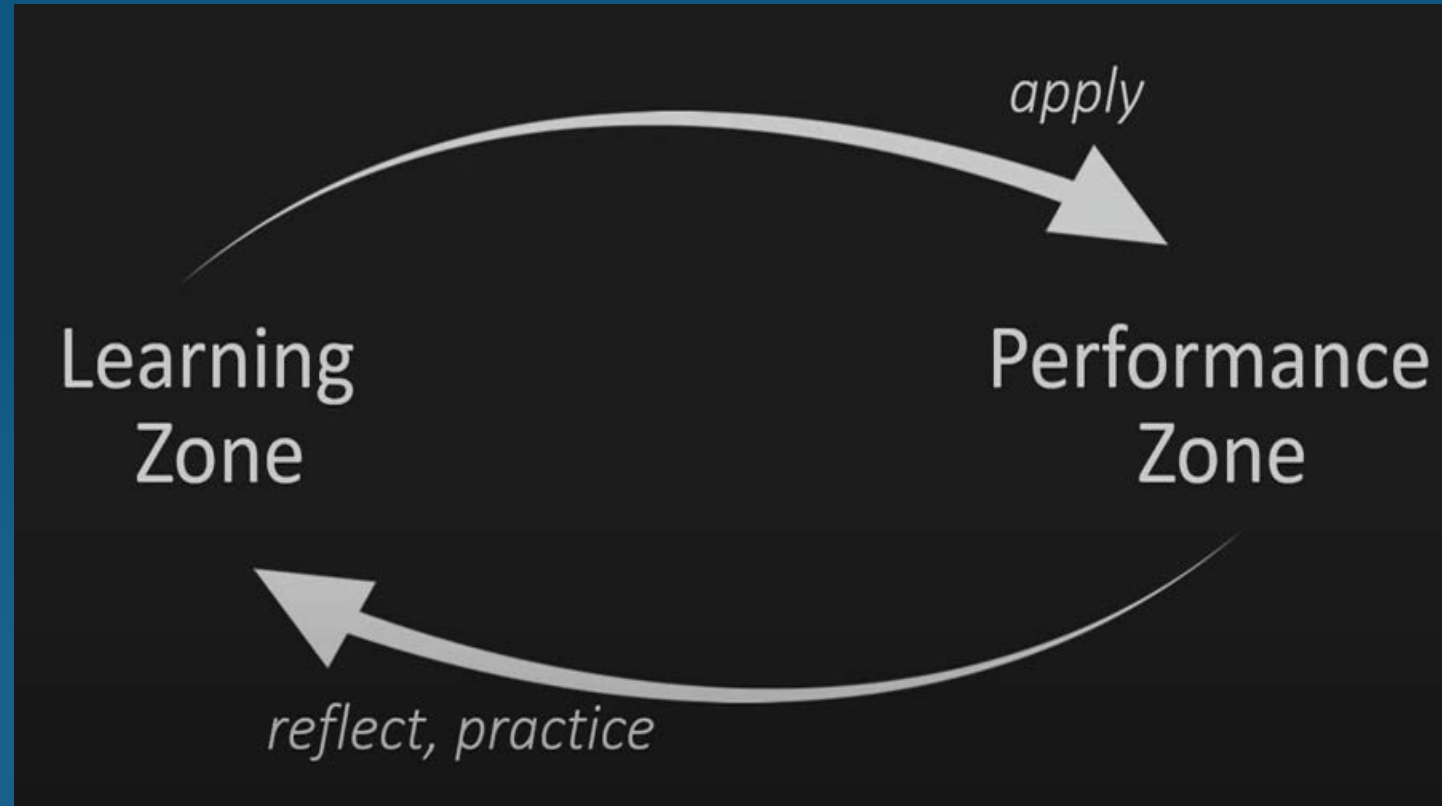 apply
Learning
Zone
Performance
Zone
reflect, practice